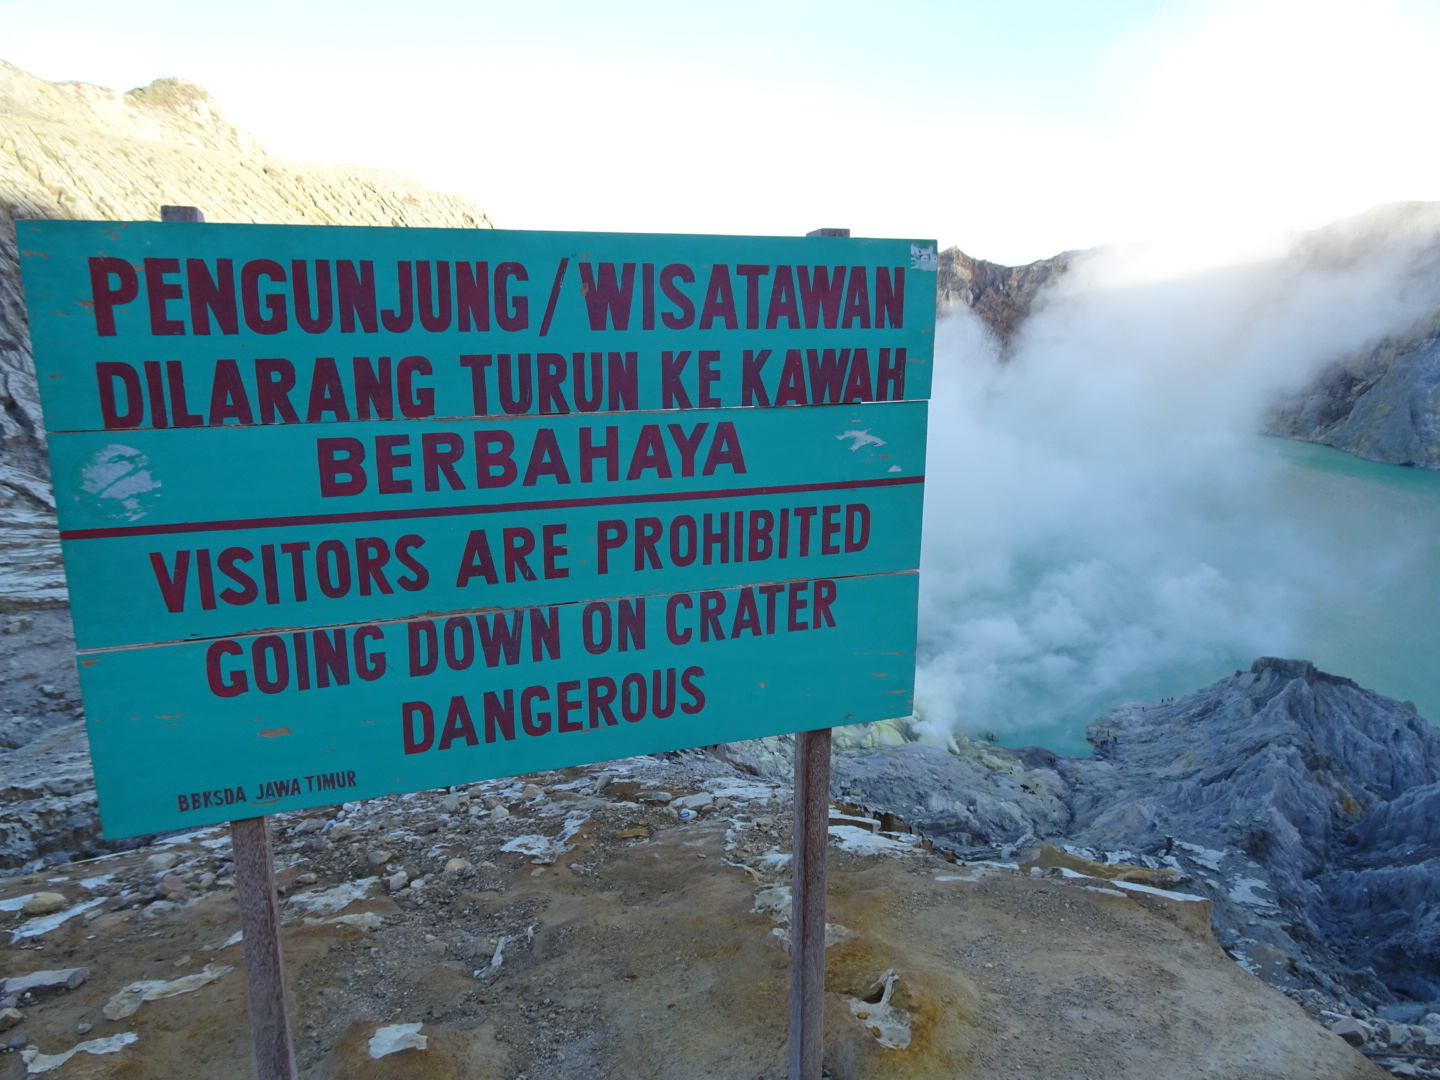 PENGUNJUNG/WISATAWAN
DILARANG TURUN KE KAWAH
BERBAHAYA
VISITORS ARE PROHIBITED
GOING DOWN ON CRATER
DANGEROUS
BBKSDA JAWA TIMUR